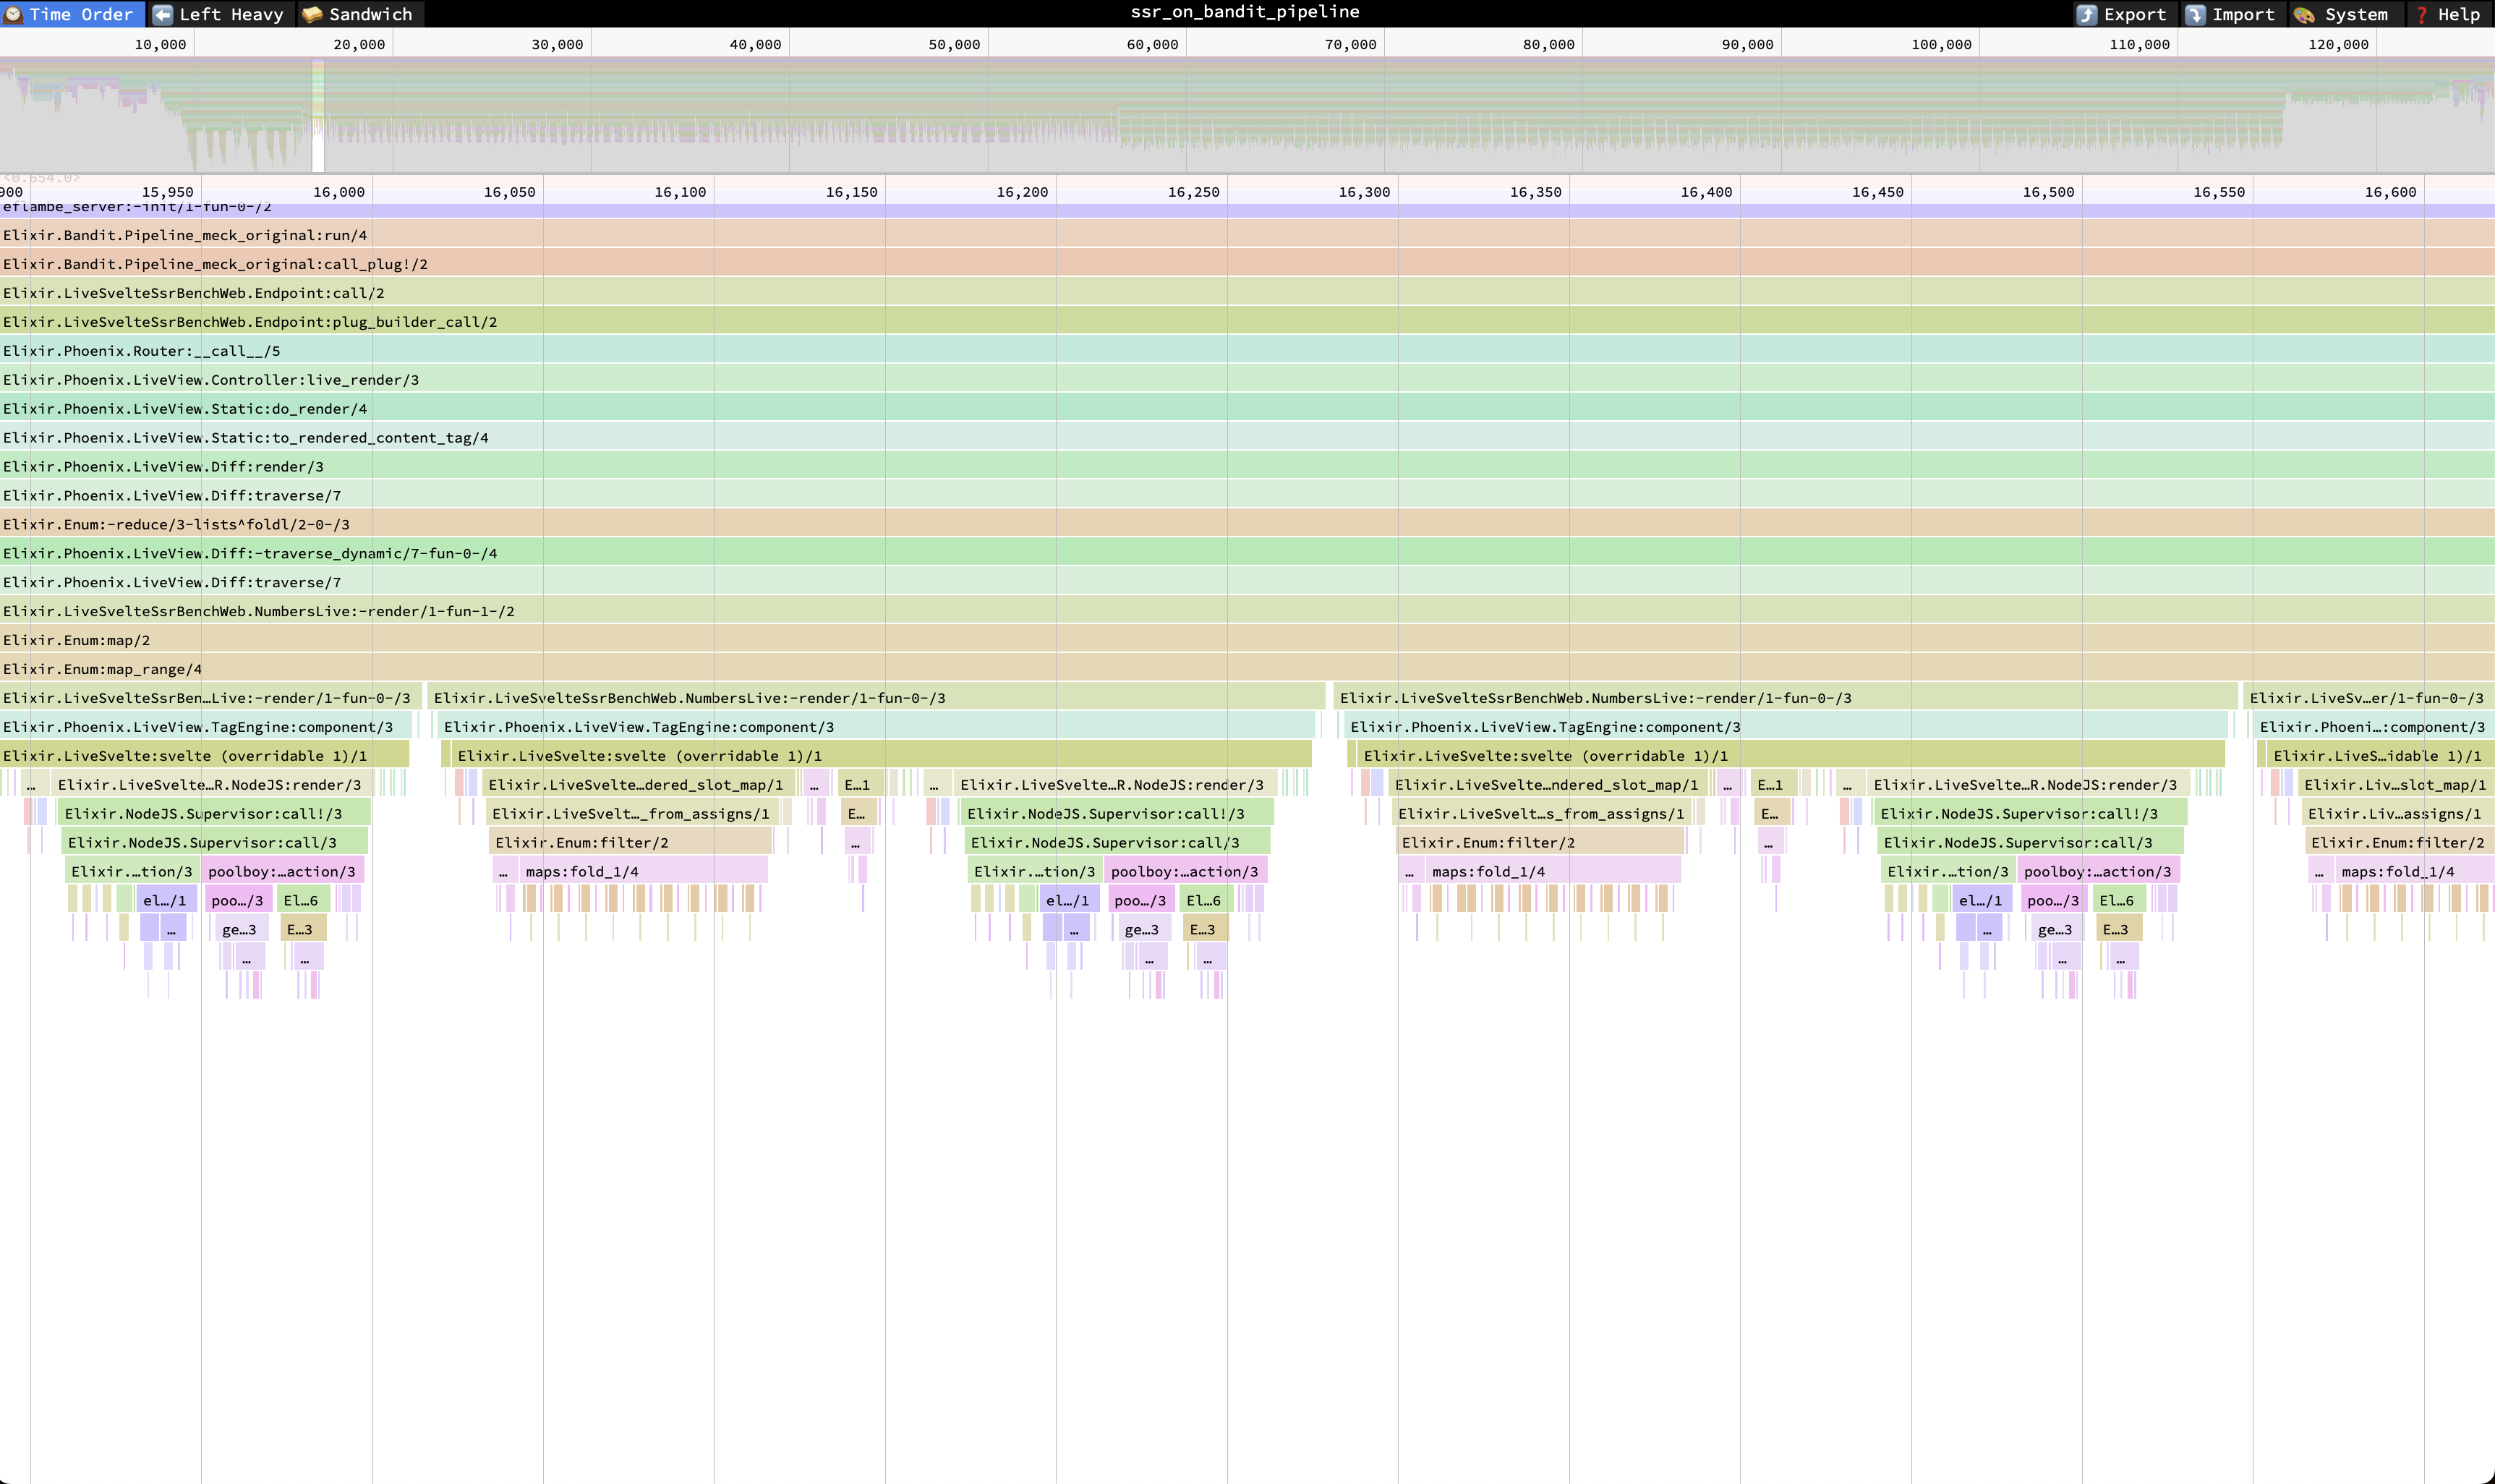 Time Order Left Heavy Sandwich ssr_on_bandit_pipeline Export Import System Help
10,000 20,000 30,000 40,000 50,000 60,000 70,000 80,000 90,000 100,000 110,000 120,000
<0.654.0>
900 15,950 16,000 16,050 16,100 16,150 16,200 16,250 16,300 16,350 16,400 16,450 16,500 16,550 16,600
eflambe_server:-init/1-fun-0-/2
Elixir.Bandit.Pipeline_meck_original:run/4
Elixir.Bandit.Pipeline_meck_original:call_plug!/2
Elixir.LiveSvelteSsrBenchWeb.Endpoint:call/2
Elixir.LiveSvelteSsrBenchWeb.Endpoint:plug_builder_call/2
Elixir.Phoenix.Router:__call__/5
Elixir.Phoenix.LiveView.Controller:live_render/3
Elixir.Phoenix.LiveView.Static:do_render/4
Elixir.Phoenix.LiveView.Static:to_rendered_content_tag/4
Elixir.Phoenix.LiveView.Diff:render/3
Elixir.Phoenix.LiveView.Diff:traverse/7
Elixir.Enum:-reduce/3-lists^foldl/2-0-/3
Elixir.Phoenix.LiveView.Diff:-traverse_dynamic/7-fun-0-/4
Elixir.Phoenix.LiveView.Diff:traverse/7
Elixir.LiveSvelteSsrBenchWeb.NumbersLive:-render/1-fun-1-/2
Elixir.Enum:map/2
Elixir.Enum:map_range/4
Elixir.LiveSvelteSsrBen…Live:-render/1-fun-0-/3 Elixir.LiveSvelteSsrBenchWeb.NumbersLive:-render/1-fun-0-/3 Elixir.LiveSvelteSsrBenchWeb.NumbersLive:-render/1-fun-0-/3 Elixir.LiveSv…er/1-fun-0-/3
Elixir.Phoenix.LiveView.TagEngine:component/3 Elixir.Phoenix.LiveView.TagEngine:component/3 Elixir.Phoenix.LiveView.TagEngine:component/3 Elixir.Phoeni…:component/3
Elixir.LiveSvelte:svelte (overridable 1)/1 Elixir.LiveSvelte:svelte (overridable 1)/1 Elixir.LiveSvelte:svelte (overridable 1)/1 Elixir.LiveS…idable 1)/1
… Elixir.LiveSvelte…R.NodeJS:render/3 Elixir.LiveSvelte…dered_slot_map/1 … E…1 … Elixir.LiveSvelte…R.NodeJS:render/3 Elixir.LiveSvelte…ndered_slot_map/1 … E…1 … Elixir.LiveSvelte…R.NodeJS:render/3 Elixir.Liv…slot_map/1
Elixir.NodeJS.Supervisor:call!/3 Elixir.LiveSvelt…_from_assigns/1 E… Elixir.NodeJS.Supervisor:call!/3 Elixir.LiveSvelt…s_from_assigns/1 E… Elixir.NodeJS.Supervisor:call!/3 Elixir.Liv…assigns/1
Elixir.NodeJS.Supervisor:call/3 Elixir.Enum:filter/2 … Elixir.NodeJS.Supervisor:call/3 Elixir.Enum:filter/2 … Elixir.NodeJS.Supervisor:call/3 Elixir.Enum:filter/2
Elixir.…tion/3 poolboy:…action/3 … maps:fold_1/4 Elixir.…tion/3 poolboy:…action/3 … maps:fold_1/4 Elixir.…tion/3 poolboy:…action/3 … maps:fold_1/4
el…/1 poo…/3 El…6 el…/1 poo…/3 El…6 el…/1 poo…/3 El…6
… ge…3 E…3 … ge…3 E…3 … ge…3 E…3
… … … … … …